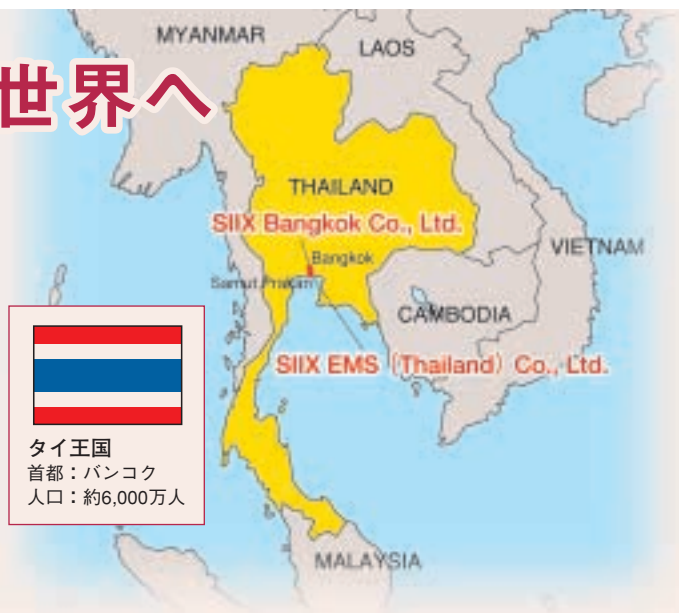 MYANMAR
LAOS
世界へ
THAILAND
SIIX Bangkok Co., Ltd.
Bangkok
VIETNAM
Samut Prakan
CAMBODIA
SIIX EMS (Thailand) Co., Ltd.
タイ王国
首都：バンコク
人口：約6,000万人
MALAYSIA